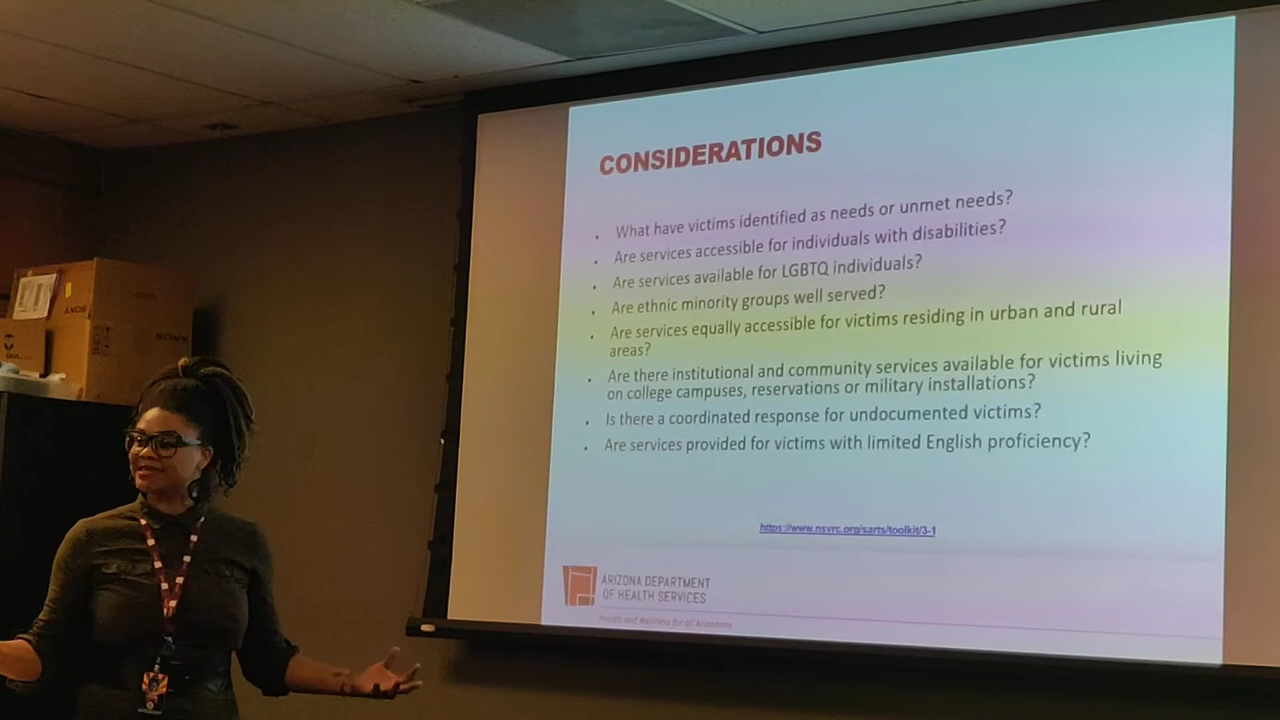 CONSIDERATIONS
. What have victims identified as needs or unmet needs?
. Are services accessible for individuals with disabilities?
. Are services available for LGBTQ individuals?
. Are ethnic minority groups well served?
. Are services equally accessible for victims residing in urban and rural
areas?
. Are there institutional and community services available for victims living
on college campuses, reservations or military installations?
. Is there a coordinated response for undocumented victims?
. Are services provided for victims with limited English proficiency?
https://www.nsvrc.org/sarts/toolkit/3-1
ARIZONA DEPARTMENT
OF HEALTH SERVICES
Health and Wellness for all Arizonans
SONY
SONY